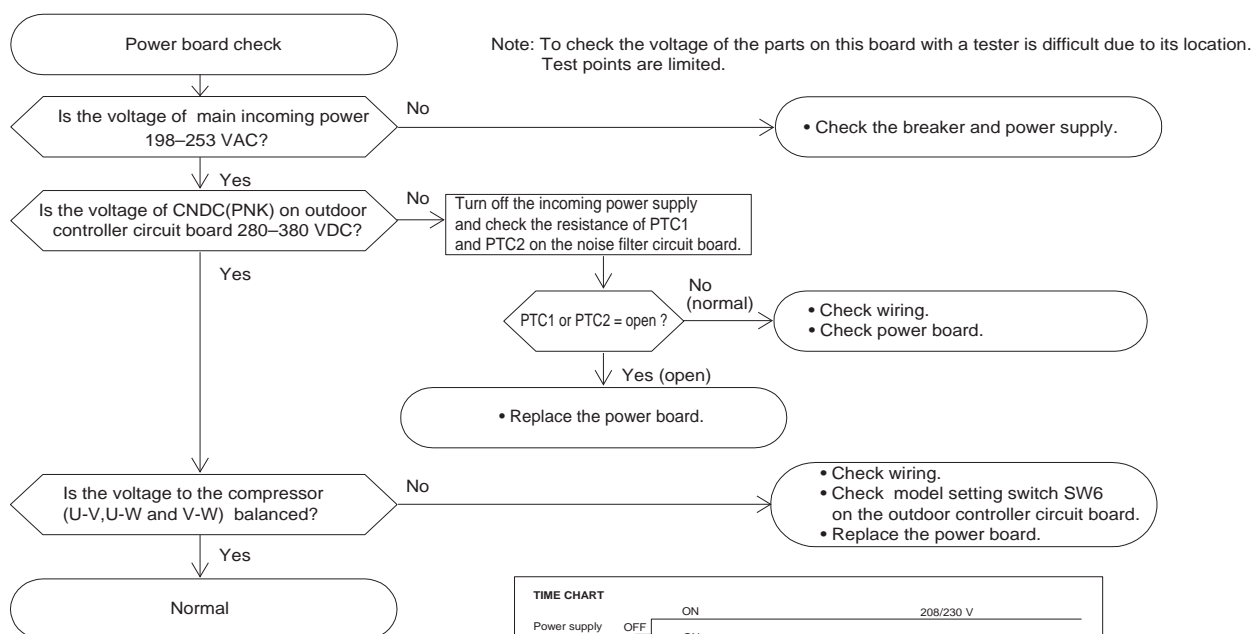 Power board check
Note: To check the voltage of the parts on this board with a tester is difficult due to its location.
Test points are limited.
Is the voltage of main incoming power
198–253 VAC?
No
• Check the breaker and power supply.
Yes
Is the voltage of CNDC(PNK) on outdoor
controller circuit board 280–380 VDC?
No
Turn off the incoming power supply
and check the resistance of PTC1
and PTC2 on the noise filter circuit board.
Yes
PTC1 or PTC2 = open ?
No
(normal)
• Check wiring.
• Check power board.
Yes (open)
• Replace the power board.
Is the voltage to the compressor
(U-V,U-W and V-W) balanced?
No
• Check wiring.
• Check model setting switch SW6
on the outdoor controller circuit board.
• Replace the power board.
Yes
Normal
TIME CHART
ON
208/230 V
Power supply
OFF
ON